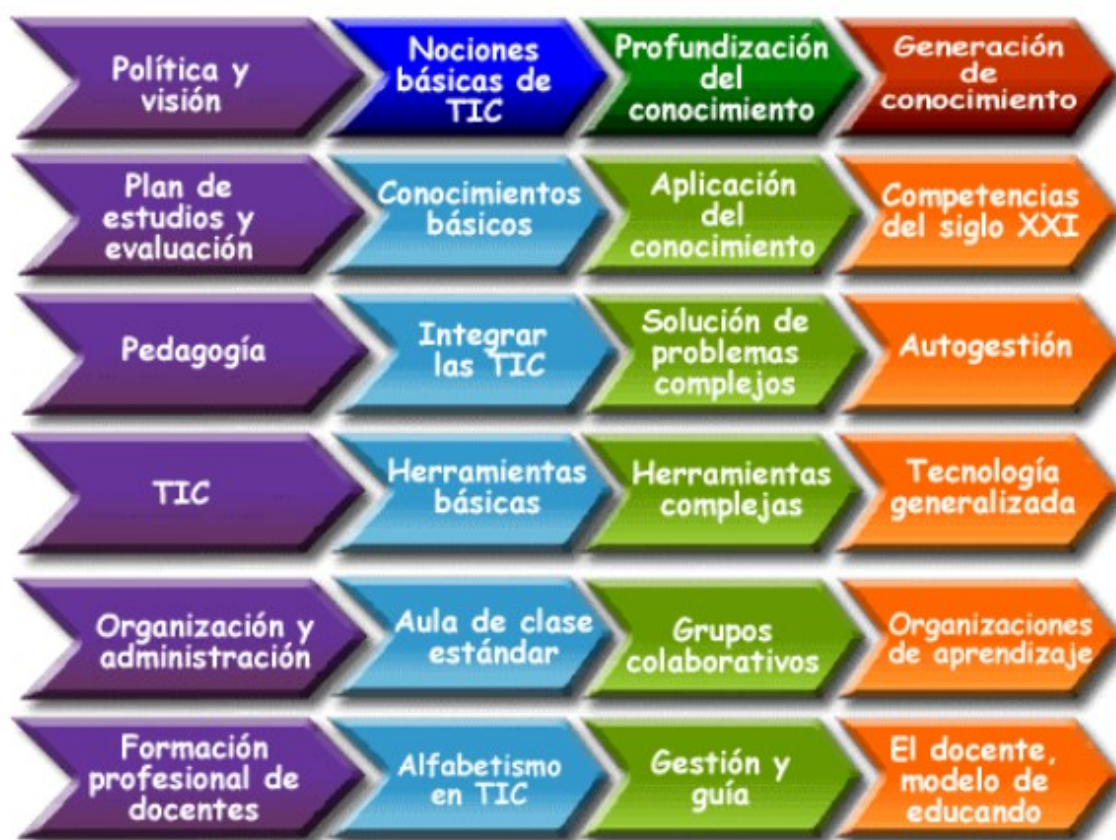 Política y
visión
Nociones
básicas de
TIC
Profundización
del
conocimiento
Generación
de
conocimiento
Plan de
estudios y
evaluación
Conocimientos
básicos
Aplicación
del
conocimiento
Competencias
del siglo XXI
Pedagogía
Integrar
las TIC
Solución de
problemas
complejos
Autogestión
TIC
Herramientas
básicas
Herramientas
complejas
Tecnología
generalizada
Organización y
administración
Aula de clase
estándar
Grupos
colaborativos
Organizaciones
de aprendizaje
Formación
profesional de
docentes
Alfabetismo
en TIC
Gestión y
guía
El docente,
modelo de
educando